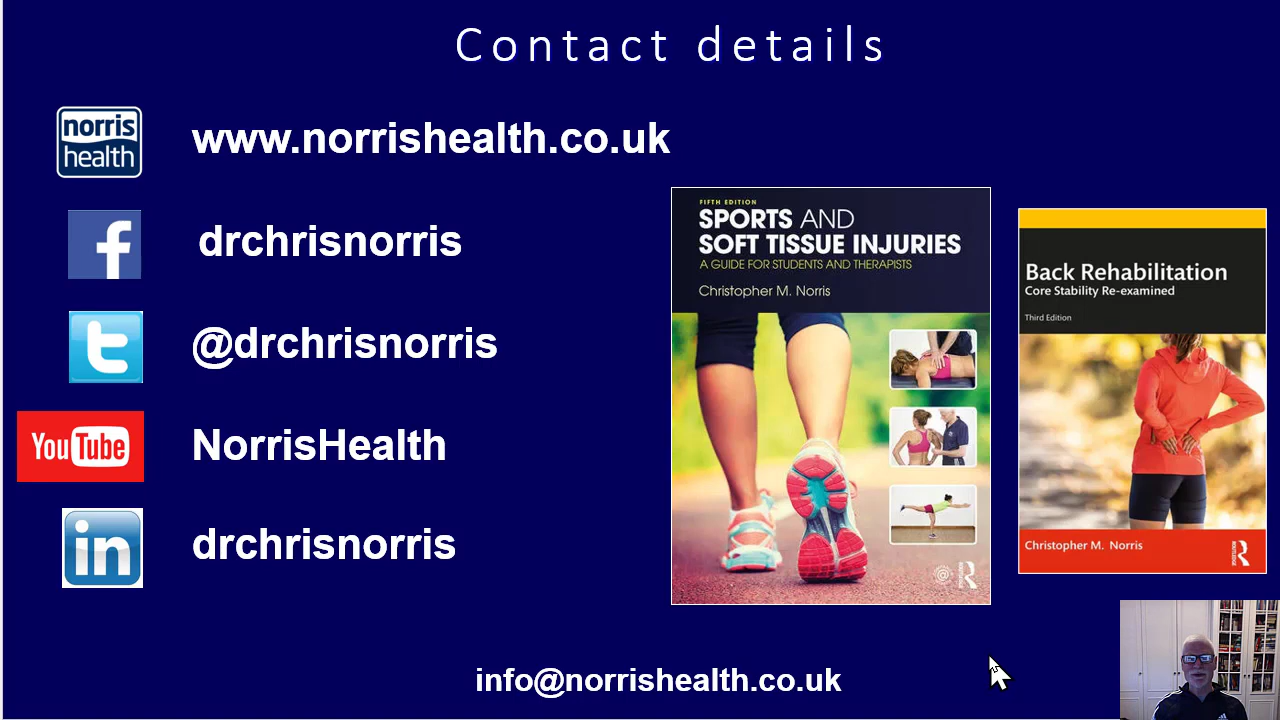 Contact details
norris
health
www.norrishealth.co.uk
drchrisnorris
@drchrisnorris
YouTube
NorrisHealth
in
drchrisnorris
FIFTH EDITION
SPORTS AND
SOFT TISSUE INJURIES
A GUIDE FOR STUDENTS AND THERAPISTS
Christopher M. Norris
Back Rehabilitation
Core Stability Re-examined
Third Edition
Christopher M. Norris
info@norrishealth.co.uk